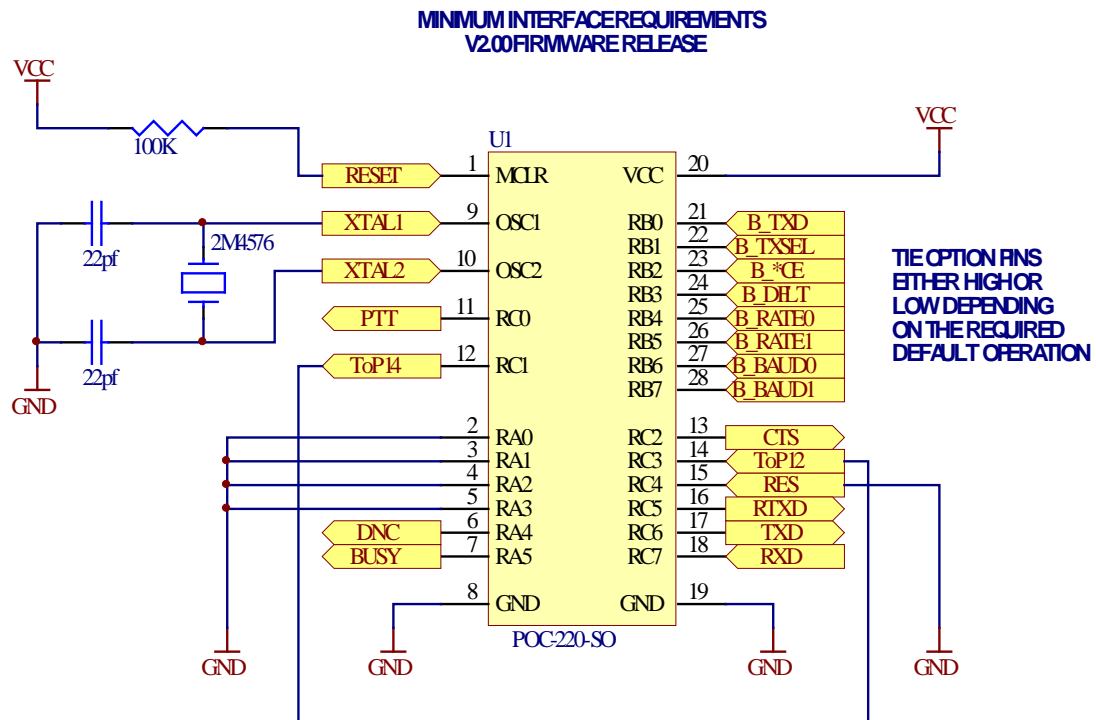 MINIMUM INTERFACE REQUIREMENTS
V2.00 FIRMWARE RELEASE
VCC
100K
RESET
XTAL1
22pf
2M4576
XTAL2
22pf
GND
PTT
ToP14
DNC
BUSY
GND
GND
U1
1 MCLR VCC 20
9 OSC1 RB0 21
RB1 22
10 OSC2 RB2 23
RB3 24
11 RC0 RB4 25
RB5 26
12 RC1 RB6 27
RB7 28
2 RA0 RC2 13
3 RA1 RC3 14
4 RA2 RC4 15
5 RA3 RC5 16
6 RA4 RC6 17
7 RA5 RC7 18
8 GND GND 19
POC-220-SO
VCC
B_TXD
B_TXSEL
B_*CE
B_DFLT
B_RATE0
B_RATE1
B_BAUD0
B_BAUD1
CTS
ToP12
RES
RTXD
TXD
RXD
GND
GND
TIE OPTION PINS
EITHER HIGH OR
LOW DEPENDING
ON THE REQUIRED
DEFAULT OPERATION